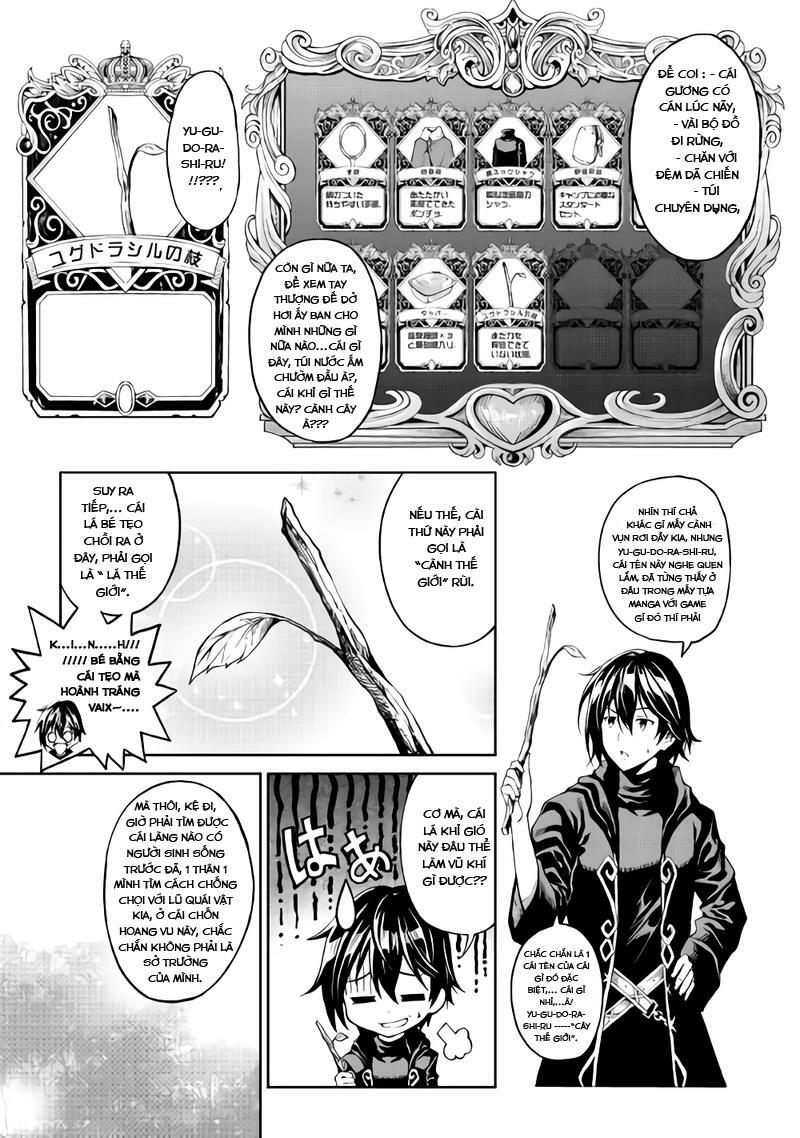 ĐỂ COI : - CÁI
GƯƠNG CÓ
CÁN LÚC NÃY,
- VÀI BỘ ĐỒ
ĐI RỪNG,
- CHĂN VỚI
ĐỆM DÃ CHIẾN
- TÚI
CHUYÊN DỤNG,
CÒN GÌ NỮA TA,
ĐỂ XEM TAY
THƯỢNG ĐẾ DỞ
HƠI ẤY BAN CHO
MÌNH NHỮNG GÌ
NỮA NÀO...CÁI GÌ
ĐÂY, TÚI NƯỚC ẤM
CHƯỜM ĐẦU À?,
CÁI KHỈ GÌ THẾ
NÀY? CÀNH CÂY
À???
YU-GU-
DO-RA-
SHI-RU!
!!???
ユグドラシルの枝
NHÌN THÌ CHẢ
KHÁC GÌ MẤY CÀNH
VỤN RƠI ĐẦY KIA, NHƯNG
YU-GU-DO-RA-SHI-RU,
CÁI TÊN NÀY NGHE QUEN
LẮM, ĐÃ TỪNG THẤY Ở
ĐÂU TRONG MẤY TỰA
MANGA VỚI GAME
GÌ ĐÓ THÌ PHẢI
CHẮC CHẮN LÀ 1
CÁI TÊN CỦA CÁI
GÌ ĐÓ ĐẶC
BIỆT,... CÁI GÌ
NHỈ,...À!
YU-GU-DO-RA-
SHI-RU -----"CÂY
THẾ GIỚI".
NẾU THẾ, CÁI
THỨ NÀY PHẢI
GỌI LÀ
"CÀNH THẾ
GIỚI" RÙI.
SUY RA
TIẾP,... CÁI
LÁ BÉ TẸO
CHỒI RA Ở
ĐÂY, PHẢI GỌI
LÀ " LÁ THẾ
GIỚI".
K...I...N.....H///
///// BÉ BẰNG
CÁI TẸO MÀ
HOÀNH TRÁNG
VAIX~....
CƠ MÀ, CÁI
LÁ KHỈ GIÓ
NÀY ĐÂU THỂ
LÀM VŨ KHÍ
GÌ ĐƯỢC??
はぁ
MÀ THÔI, KỆ ĐI,
GIỜ PHẢI TÌM ĐƯỢC
CÁI LÀNG NÀO CÓ
NGƯỜI SINH SỐNG
TRƯỚC ĐÃ, 1 THÂN 1
MÌNH TÌM CÁCH CHỐNG
CHỌI VỚI LŨ QUÁI VẬT
KIA, Ở CÁI CHỐN
HOANG VU NÀY, CHẮC
CHẮN KHÔNG PHẢI LÀ
SỞ TRƯỜNG
CỦA MÌNH.